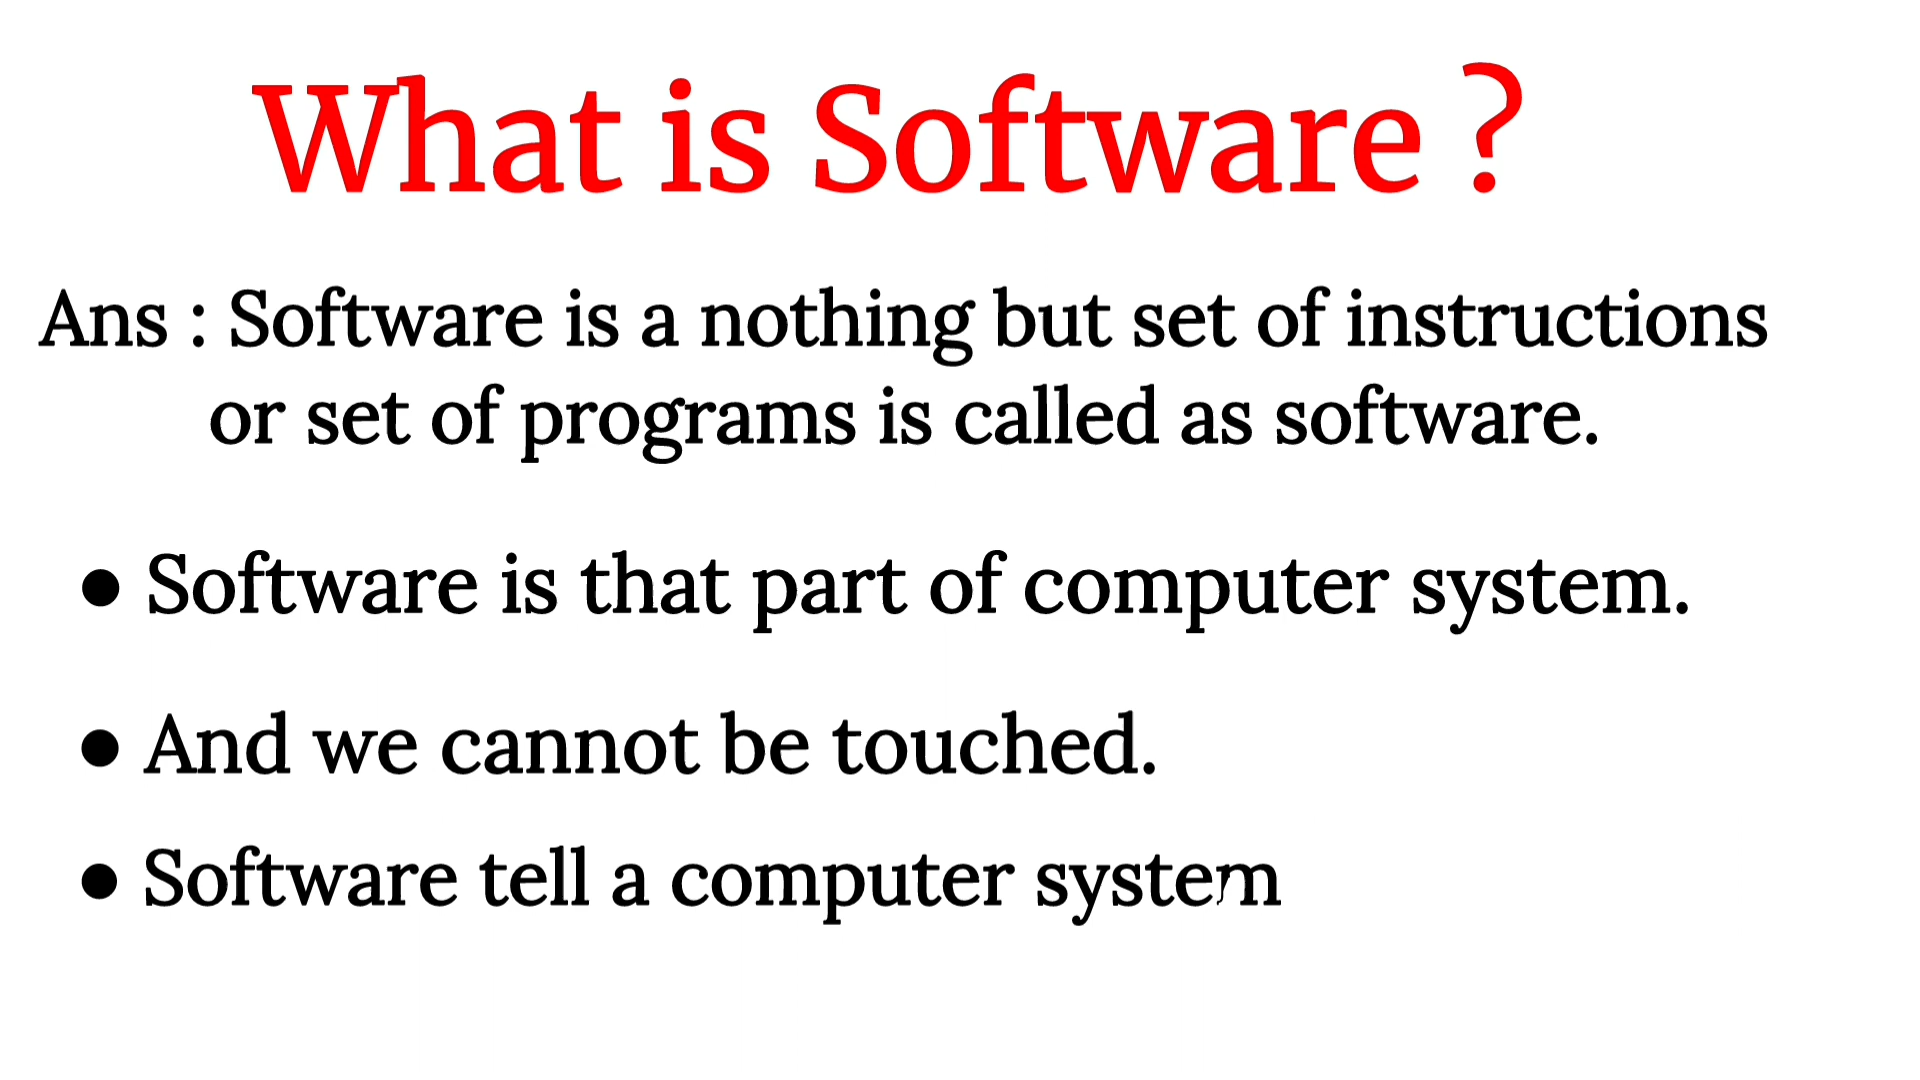 What is Software ?
Ans : Software is a nothing but set of instructions
or set of programs is called as software.
● Software is that part of computer system.
● And we cannot be touched.
● Software tell a computer system